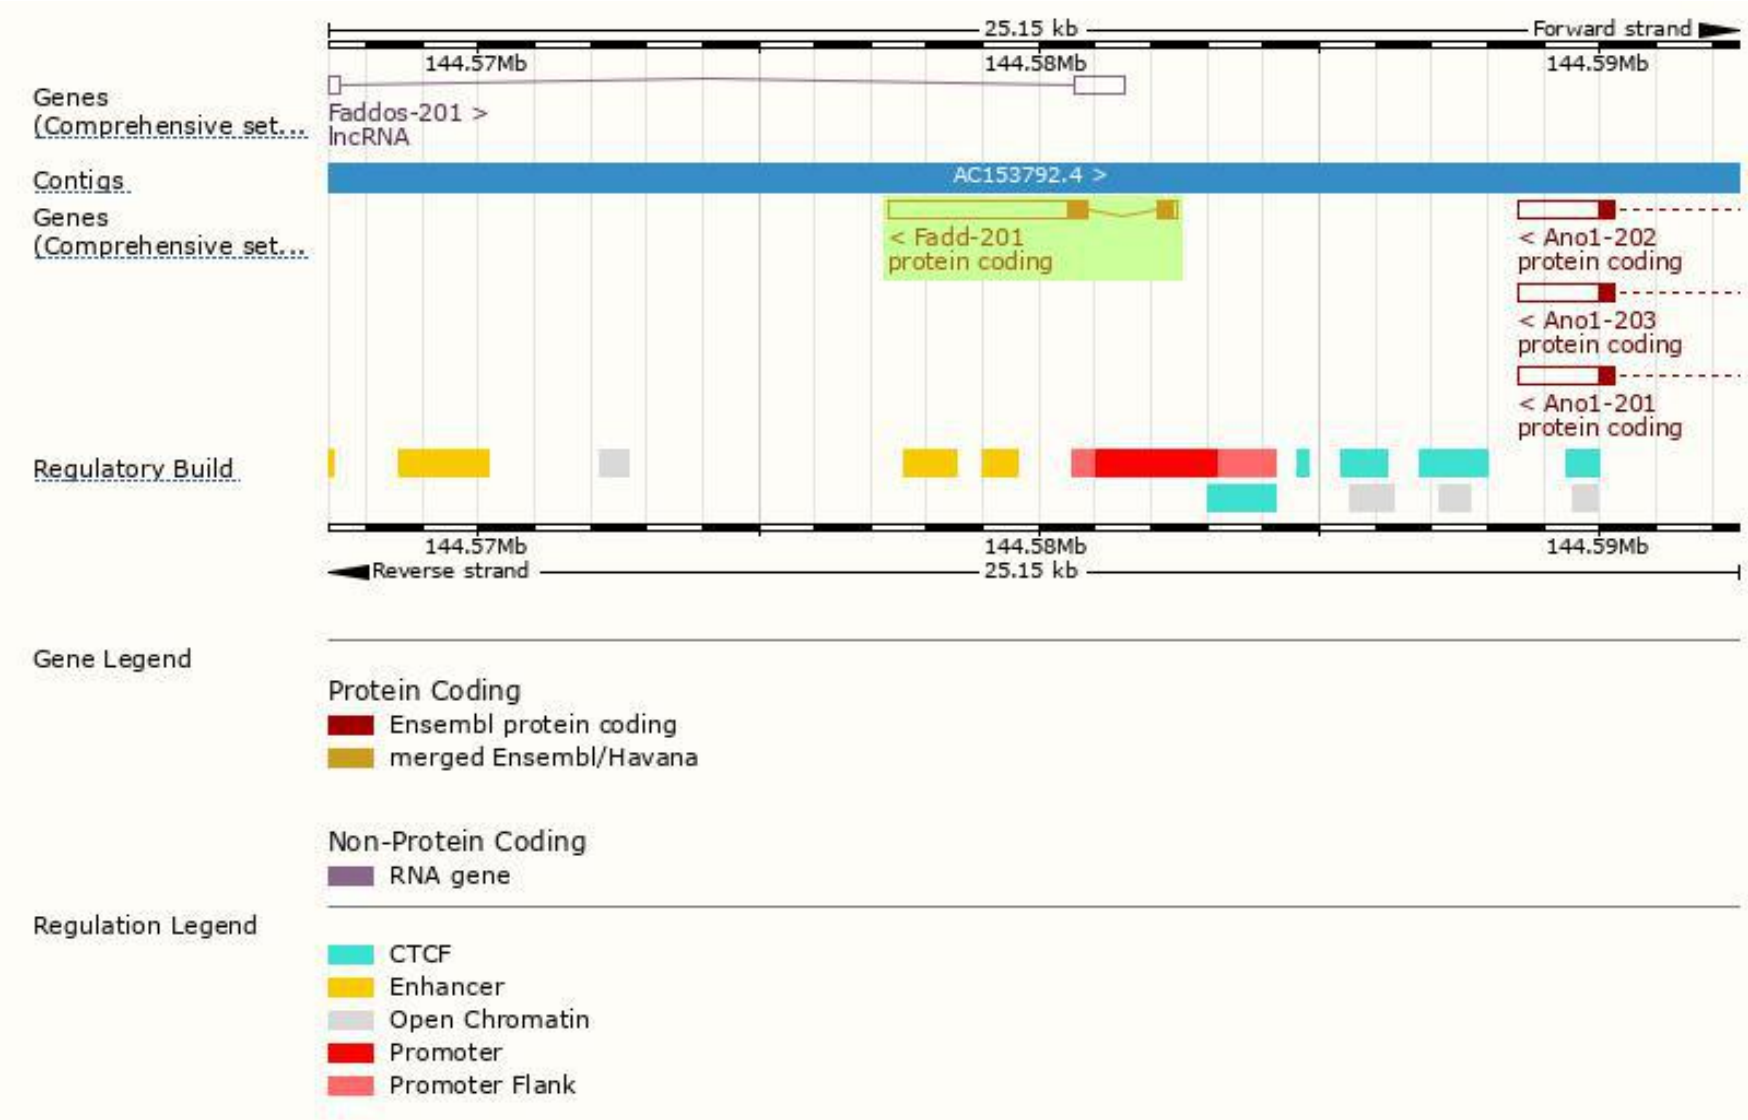 25.15 kb
Forward strand
144.57Mb 144.58Mb 144.59Mb
Genes
(Comprehensive set...
Faddos-201 >
lncRNA
Contigs
AC153792.4 >
Genes
(Comprehensive set...
< Fadd-201
protein coding
< Ano1-202
protein coding
< Ano1-203
protein coding
< Ano1-201
protein coding
Regulatory Build
144.57Mb 144.58Mb 144.59Mb
Reverse strand
25.15 kb
Gene Legend
Protein Coding
Ensembl protein coding
merged Ensembl/Havana
Non-Protein Coding
RNA gene
Regulation Legend
CTCF
Enhancer
Open Chromatin
Promoter
Promoter Flank